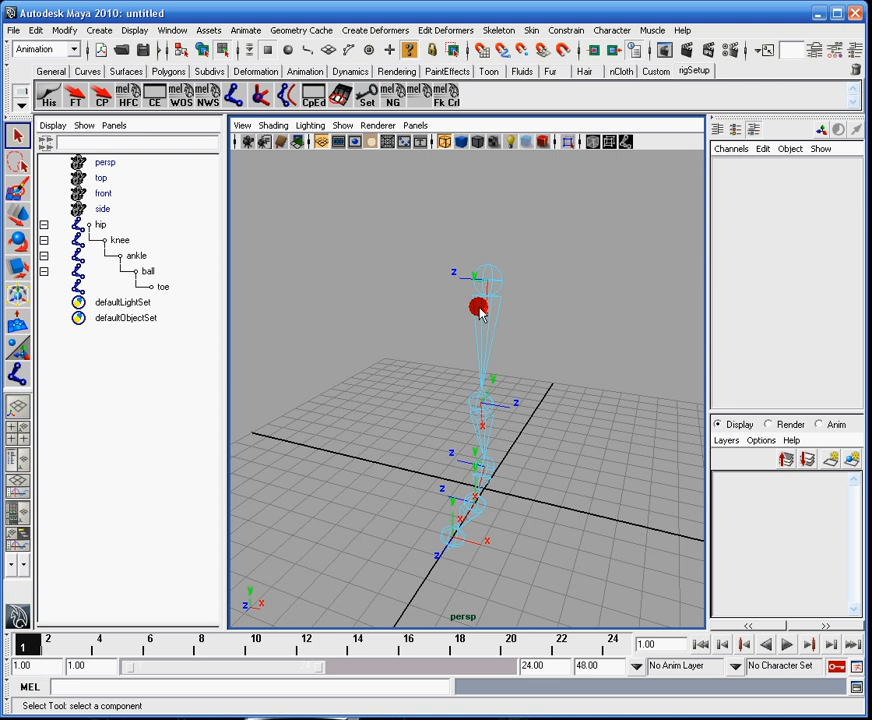 Autodesk Maya 2010: untitled
File Edit Modify Create Display Window Assets Animate Geometry Cache Create Deformers Edit Deformers Skeleton Skin Constrain Character Muscle Help
Animation
General Curves Surfaces Polygons Subdivs Deformation Animation Dynamics Rendering PaintEffects Toon Fluids Fur Hair nCloth Custom rigSetup
His FT CP mel HFC CE mel WOS mel NWS CpEd Set mel NG mel mel Fk Crl
Display Show Panels
View Shading Lighting Show Renderer Panels
Channels Edit Object Show
persp
top
front
side
hip
knee
ankle
ball
toe
defaultLightSet
defaultObjectSet
z y
y
z
x
z
y
z
x
y
x
x
z
y
z x
persp
Display Render Anim
Layers Options Help
<< >>
1 2 4 6 8 10 12 14 16 18 20 22 24 1.00
1.00 1.00 24.00 48.00 No Anim Layer No Character Set
MEL
Select Tool: select a component